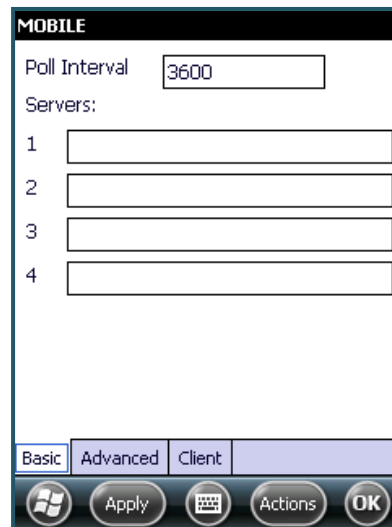 MOBILE
Poll Interval 3600
Servers:
1
2
3
4
Basic Advanced Client
Apply Actions OK